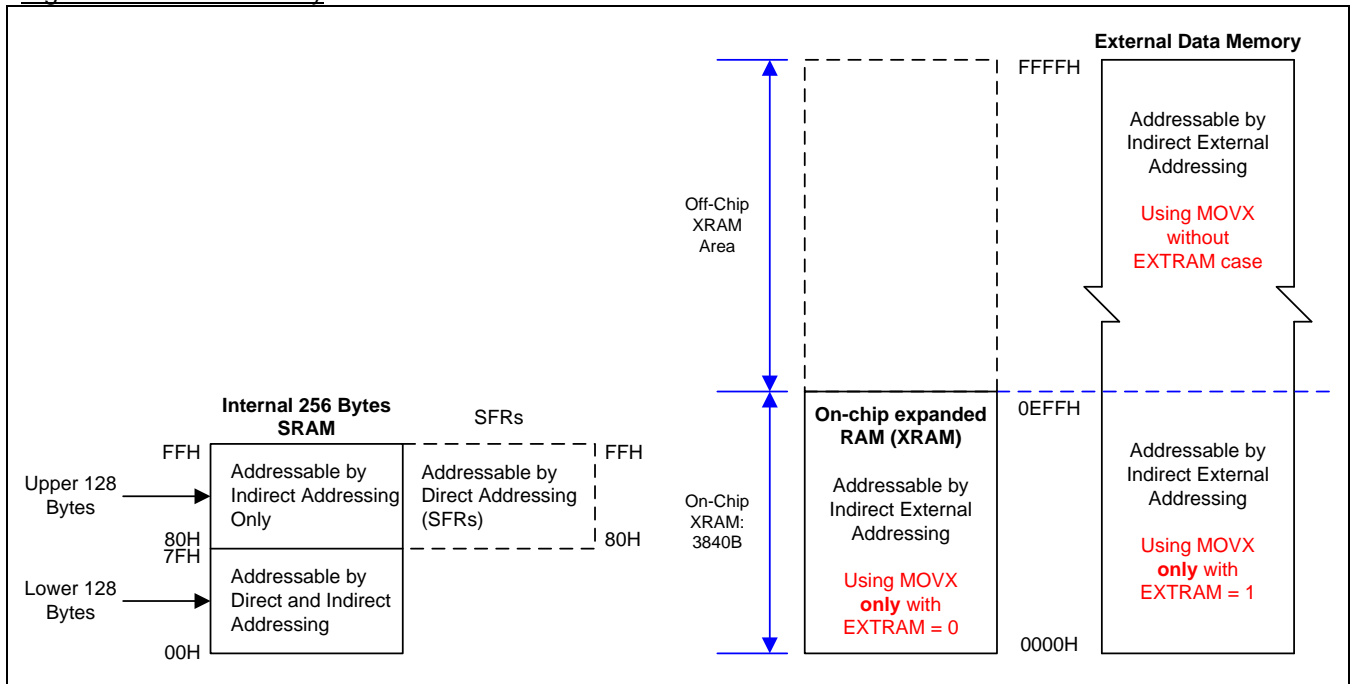 External Data Memory
FFFFH
Addressable by
Indirect External
Addressing
Using MOVX
without
EXTRAM case
Off-Chip
XRAM
Area
Internal 256 Bytes
SRAM
SFRs
FFH
Upper 128
Bytes
Addressable by
Indirect Addressing
Only
80H
Addressable by
Direct Addressing
(SFRs)
FFH
80H
7FH
Lower 128
Bytes
Addressable by
Direct and Indirect
Addressing
00H
On-Chip
XRAM:
3840B
On-chip expanded
RAM (XRAM)
Addressable by
Indirect External
Addressing
Using MOVX
only with
EXTRAM = 0
0EFFH
0000H
Addressable by
Indirect External
Addressing
Using MOVX
only with
EXTRAM = 1